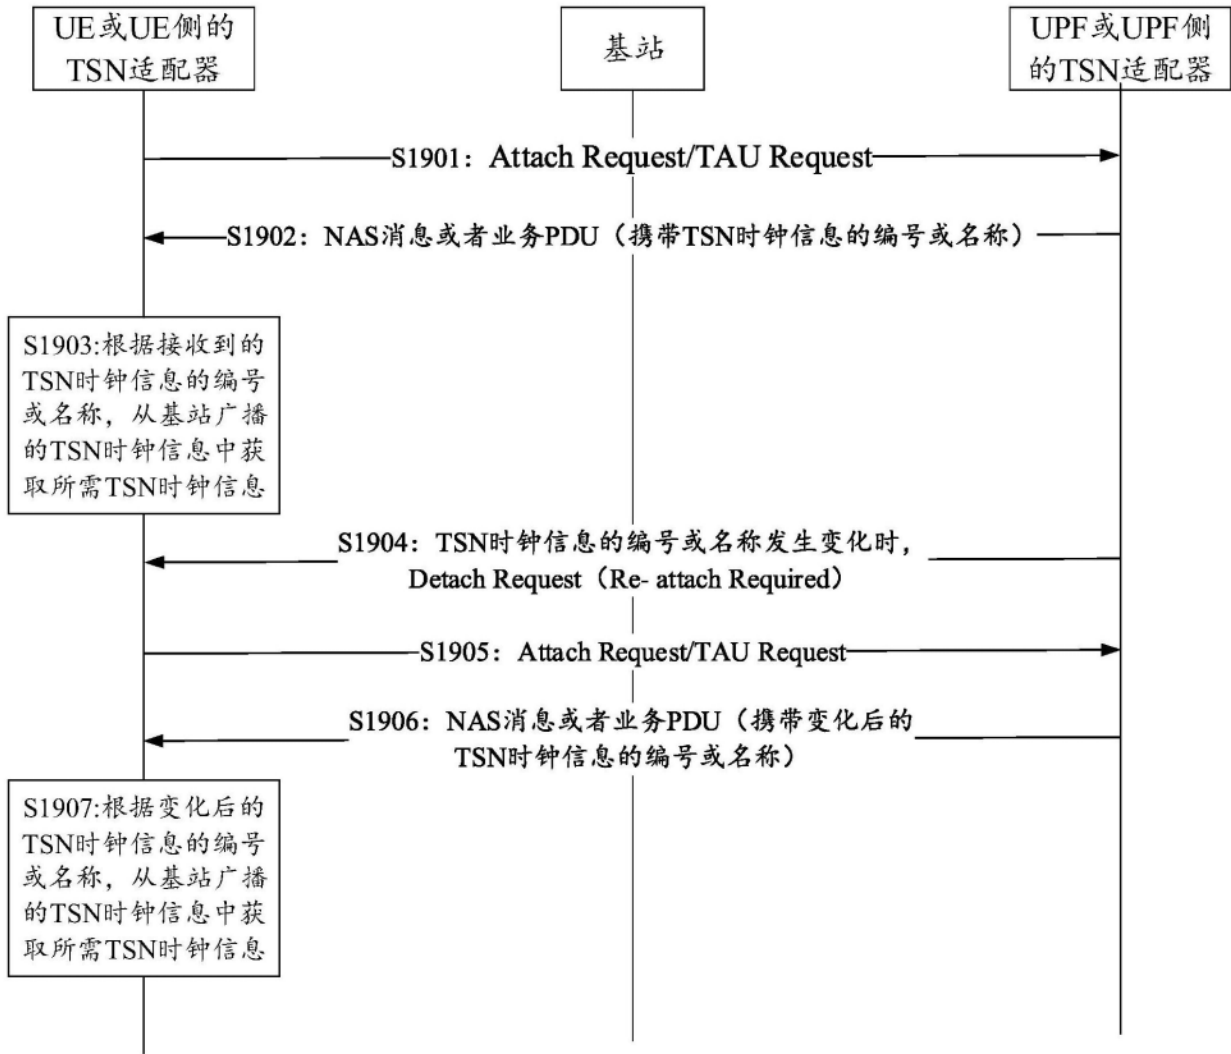 UE或UE侧的
TSN适配器
基站
UPF或UPF侧
的TSN适配器
S1901：Attach Request/TAU Request
S1902：NAS消息或者业务PDU（携带TSN时钟信息的编号或名称）
S1903:根据接收到的
TSN时钟信息的编号
或名称，从基站广播
的TSN时钟信息中获
取所需TSN时钟信息
S1904：TSN时钟信息的编号或名称发生变化时，
Detach Request（Re- attach Required）
S1905：Attach Request/TAU Request
S1906：NAS消息或者业务PDU（携带变化后的
TSN时钟信息的编号或名称）
S1907:根据变化后的
TSN时钟信息的编号
或名称，从基站广播
的TSN时钟信息中获
取所需TSN时钟信息